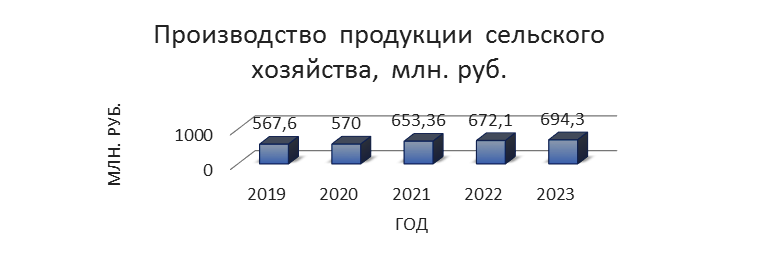 Производство продукции сельского
хозяйства, млн. руб.
МЛН. РУБ.
1000
0
567,6 570 653,36 672,1 694,3
2019 2020 2021 2022 2023
ГОД